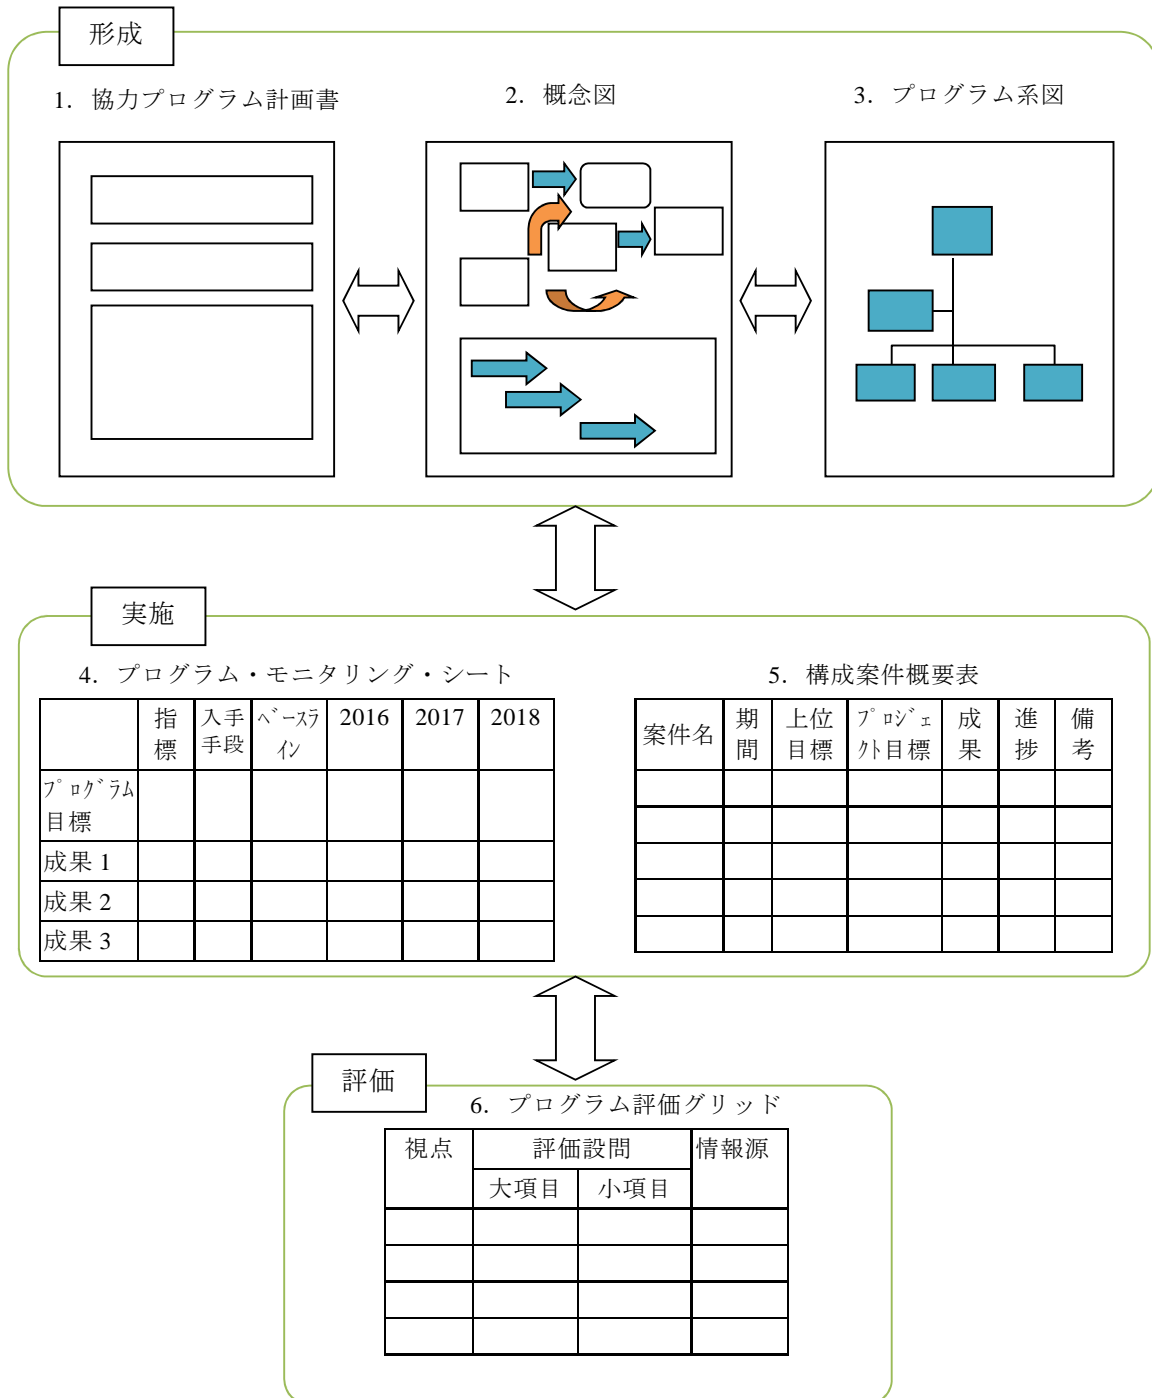 形成
1. 協力プログラム計画書
2. 概念図
3. プログラム系図
実施
4. プログラム・モニタリング・シート
指標
入手手段
ﾍﾞｰｽﾗｲﾝ
2016
2017
2018
ﾌﾟﾛｸﾞﾗﾑ目標
成果 1
成果 2
成果 3
5. 構成案件概要表
案件名
期間
上位目標
ﾌﾟﾛｼﾞｪｸﾄ目標
成果
進捗
備考
評価
6. プログラム評価グリッド
視点
評価設問
情報源
大項目
小項目